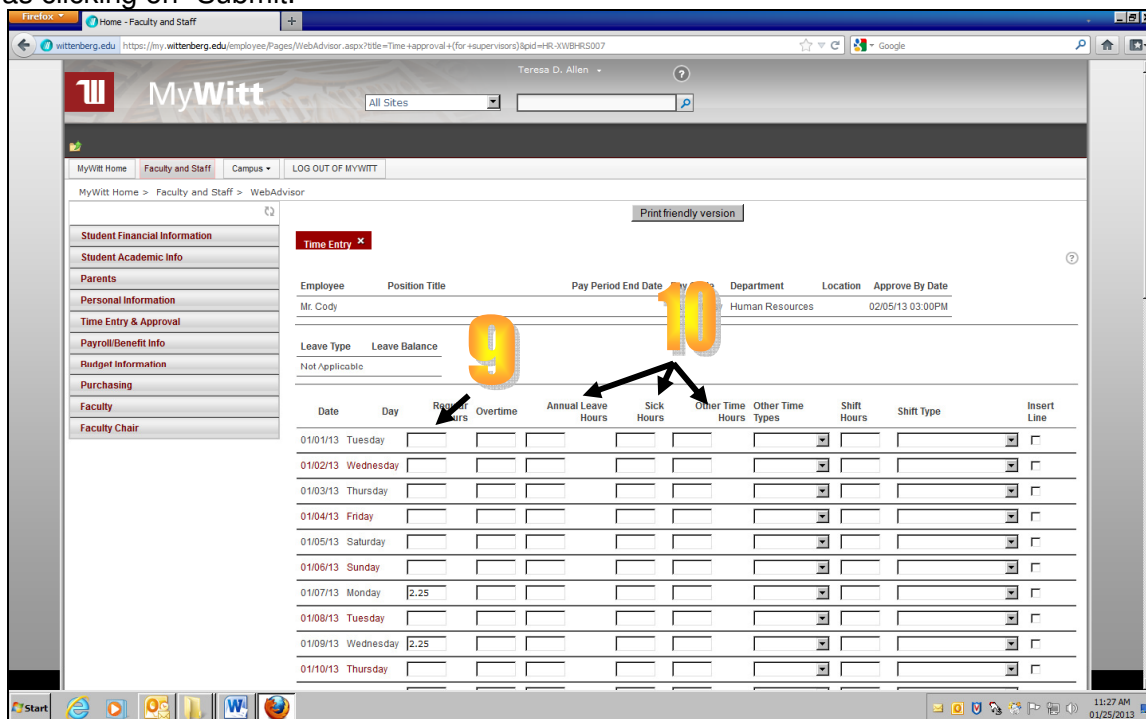 as clicking on "Submit."
Firefox
Home - Faculty and Staff
+
wittenberg.edu https://my.wittenberg.edu/employee/Pages/WebAdvisor.aspx?title=Time+approval+(for+supervisors)&pid=HR-XWBHRS007
Google
Teresa D. Allen
?
MyWitt
All Sites
MyWitt Home Faculty and Staff Campus LOG OUT OF MYWITT
MyWitt Home > Faculty and Staff > WebAdvisor
Print friendly version
Student Financial Information
Student Academic Info
Parents
Personal Information
Time Entry & Approval
Payroll/Benefit Info
Budget Information
Purchasing
Faculty
Faculty Chair
Time Entry ×
?
Employee Position Title Pay Period End Date Department Location Approve By Date
Mr. Cody Human Resources 02/05/13 03:00PM
9
10
Leave Type Leave Balance
Not Applicable
Date Day Regular Hours Overtime Annual Leave Hours Sick Hours Other Time Hours Other Time Types Shift Hours Shift Type Insert Line
01/01/13 Tuesday
01/02/13 Wednesday
01/03/13 Thursday
01/04/13 Friday
01/05/13 Saturday
01/06/13 Sunday
01/07/13 Monday 2.25
01/08/13 Tuesday
01/09/13 Wednesday 2.25
01/10/13 Thursday
Start
11:27 AM
01/25/2013